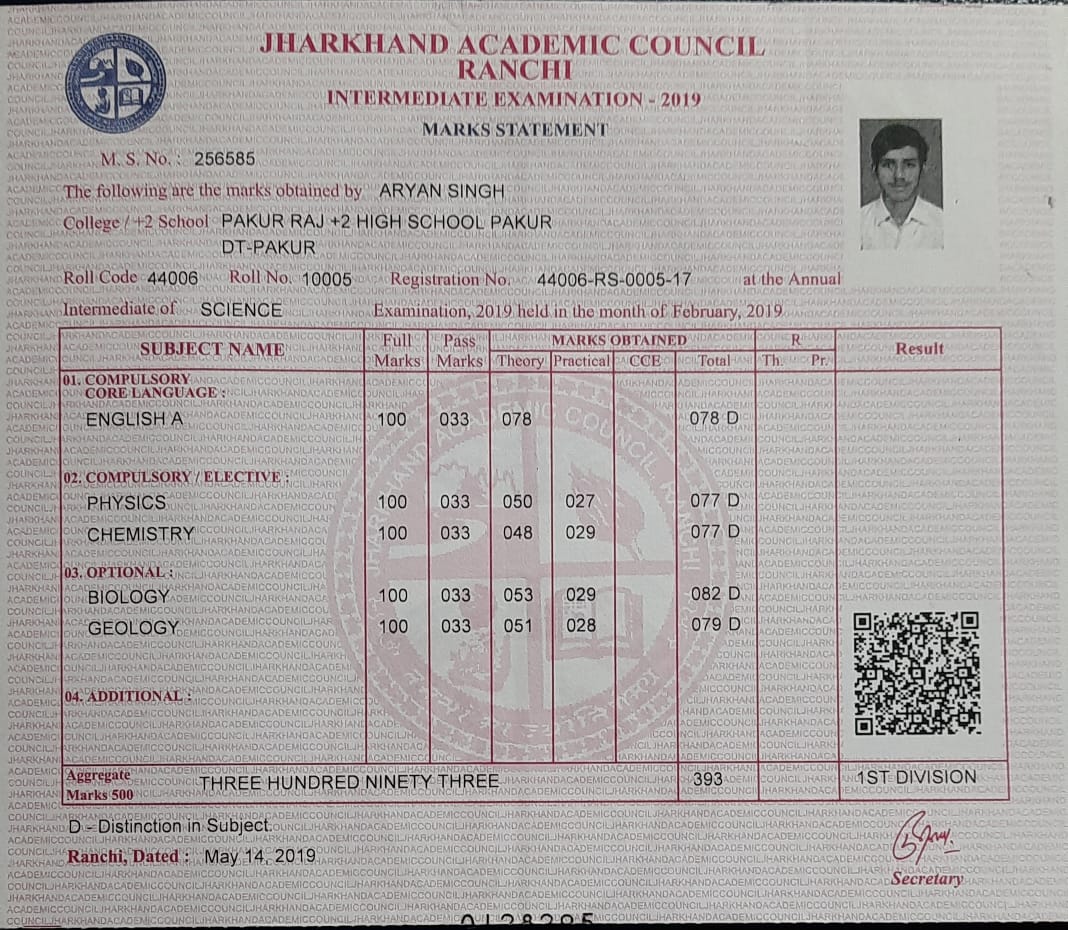 JHARKHAND ACADEMIC COUNCIL
RANCHI
INTERMEDIATE EXAMINATION - 2019
MARKS STATEMENT
M. S. No. : 256585
The following are the marks obtained by ARYAN SINGH
College / +2 School PAKUR RAJ +2 HIGH SCHOOL PAKUR
DT-PAKUR
Roll Code 44006 Roll No. 10005 Registration No. 44006-RS-0005-17 at the Annual
Intermediate of SCIENCE Examination, 2019 held in the month of February, 2019
SUBJECT NAME Full Marks Pass Marks MARKS OBTAINED R Result
Theory Practical CCE Total Th. Pr.
01. COMPULSORY
CORE LANGUAGE :
ENGLISH A 100 033 078 078 D
02. COMPULSORY / ELECTIVE :
PHYSICS 100 033 050 027 077 D
CHEMISTRY 100 033 048 029 077 D
03. OPTIONAL :
BIOLOGY 100 033 053 029 082 D
GEOLOGY 100 033 051 028 079 D
04. ADDITIONAL :
Aggregate
Marks 500 THREE HUNDRED NINETY THREE 393 1ST DIVISION
D - Distinction in Subject.
Ranchi, Dated : May 14, 2019
Secretary